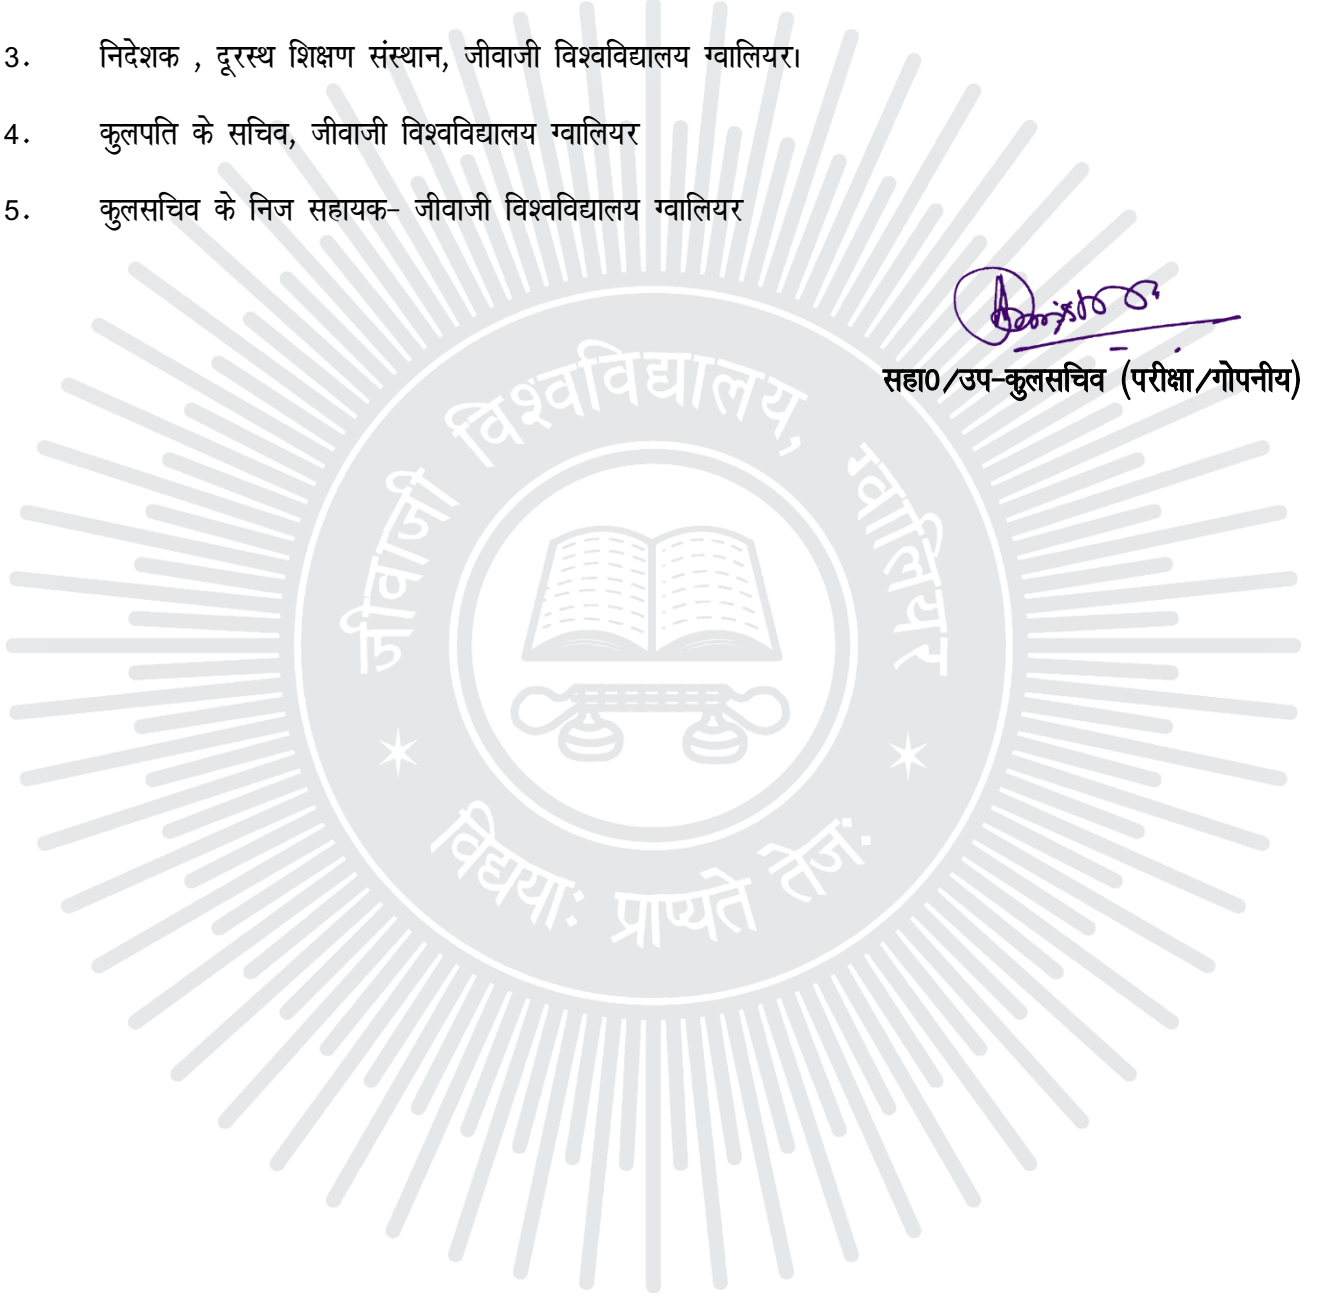 3. निदेशक , दूरस्थ शिक्षण संस्थान, जीवाजी विश्वविद्यालय ग्वालियर।
4. कुलपति के सचिव, जीवाजी विश्वविद्यालय ग्वालियर
5. कुलसचिव के निज सहायक- जीवाजी विश्वविद्यालय ग्वालियर
सहा0/उप-कुलसचिव (परीक्षा/गोपनीय)
जीवाजी विश्वविद्यालय, ग्वालियर
विद्यया: प्राप्यते तेज: